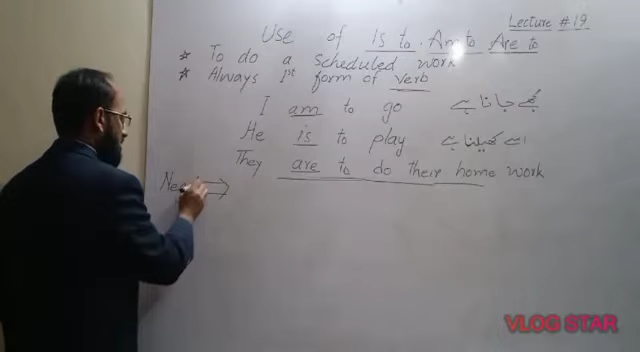 Lecture # 19
Use of Is to. Am to Are to
* To do a scheduled work
* Always 1st form of verb
I am to go مجھے جانا ہے
He is to play اسے کھیلنا ہے
They are to do their home work
Ne
VLOG STAR